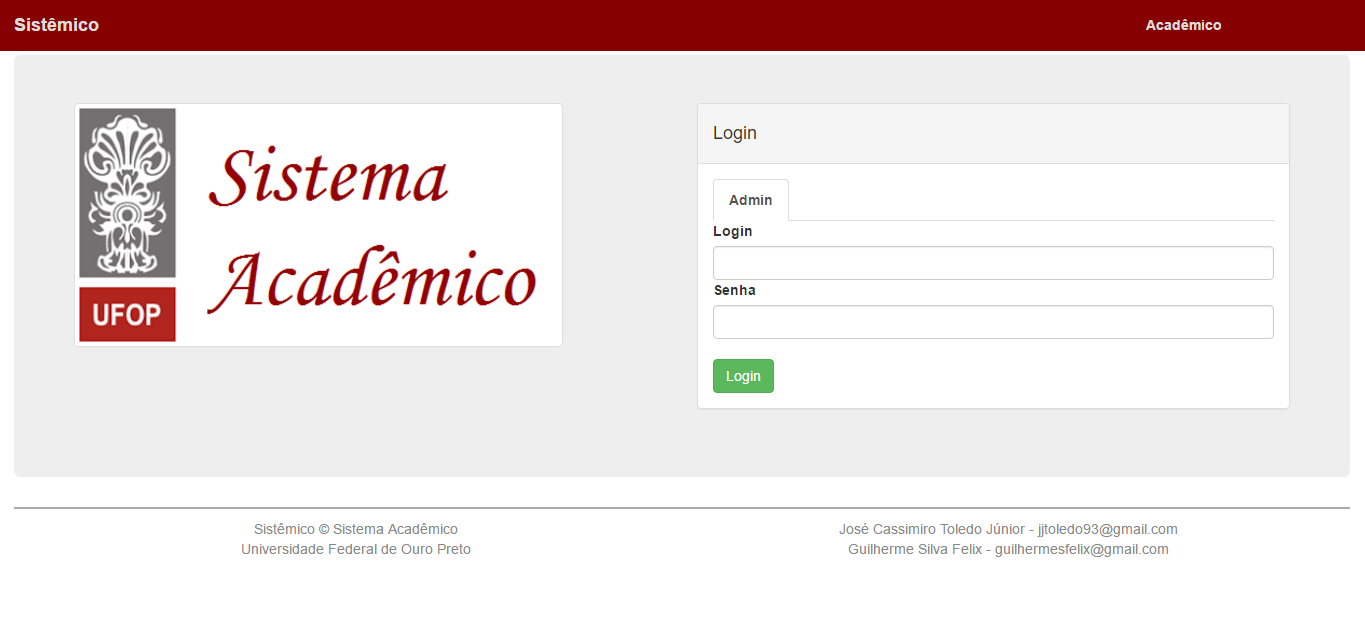 Sistêmico
Acadêmico
Sistema
Acadêmico
UFOP
Login
Admin
Login
Senha
Login
Sistêmico © Sistema Acadêmico
Universidade Federal de Ouro Preto
José Cassimiro Toledo Júnior - jjtoledo93@gmail.com
Guilherme Silva Felix - guilhermesfelix@gmail.com